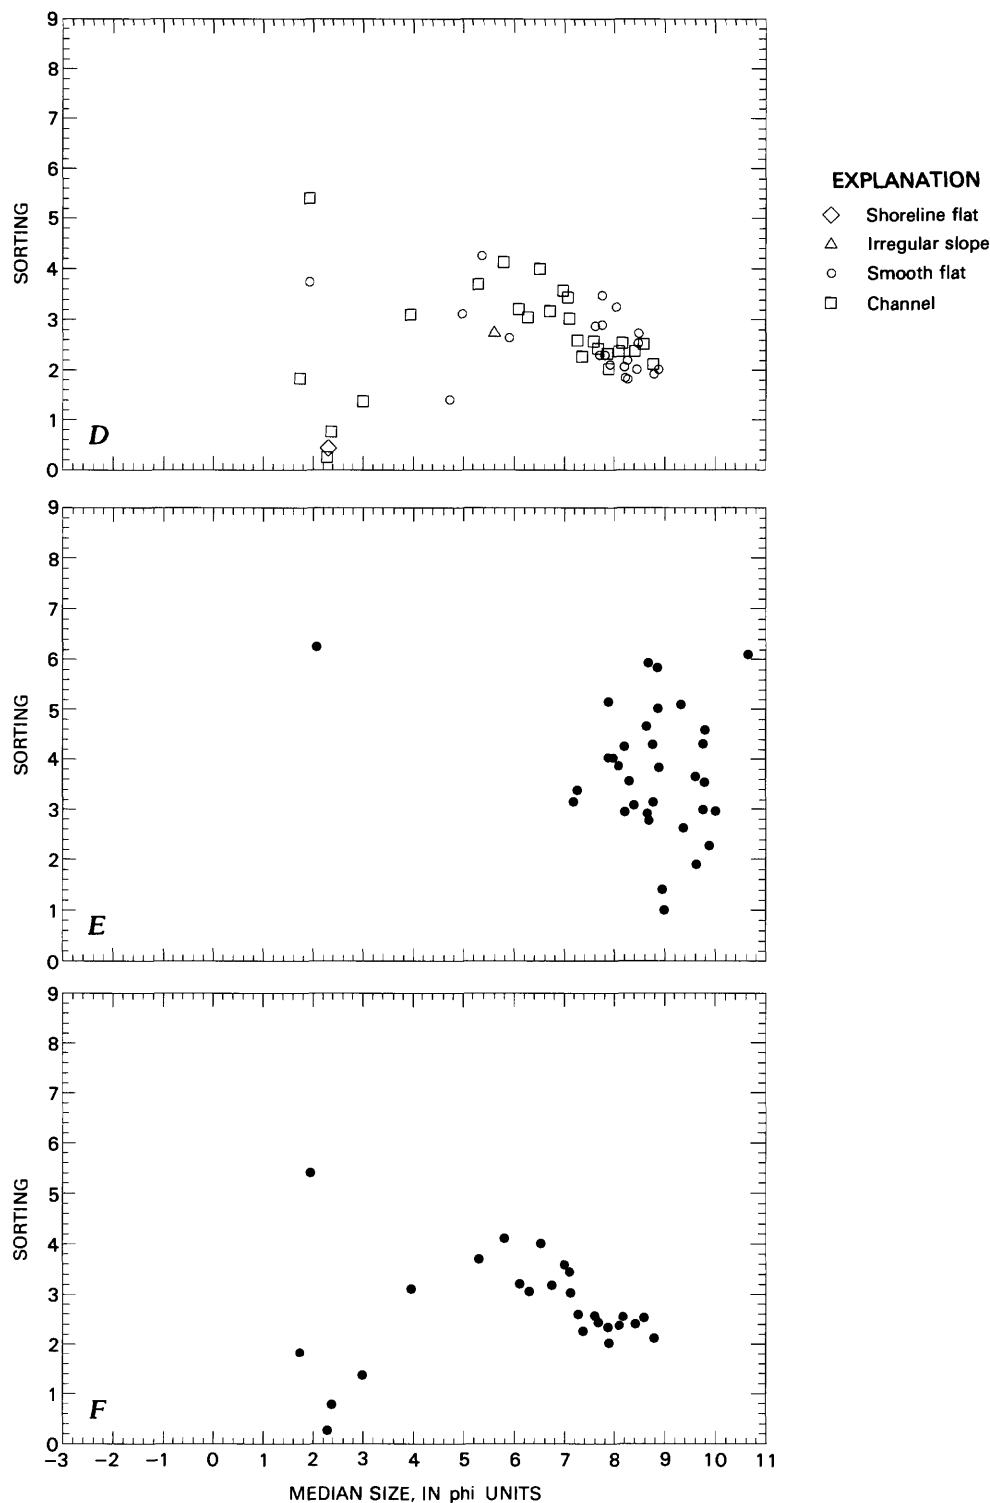 9
8
7
6
5
4
3
2
1
0
SORTING
D
EXPLANATION
Shoreline flat
Irregular slope
Smooth flat
Channel
9
8
7
6
5
4
3
2
1
0
SORTING
E
9
8
7
6
5
4
3
2
1
0
SORTING
F
−3 −2 −1 0 1 2 3 4 5 6 7 8 9 10 11
MEDIAN SIZE, IN phi UNITS